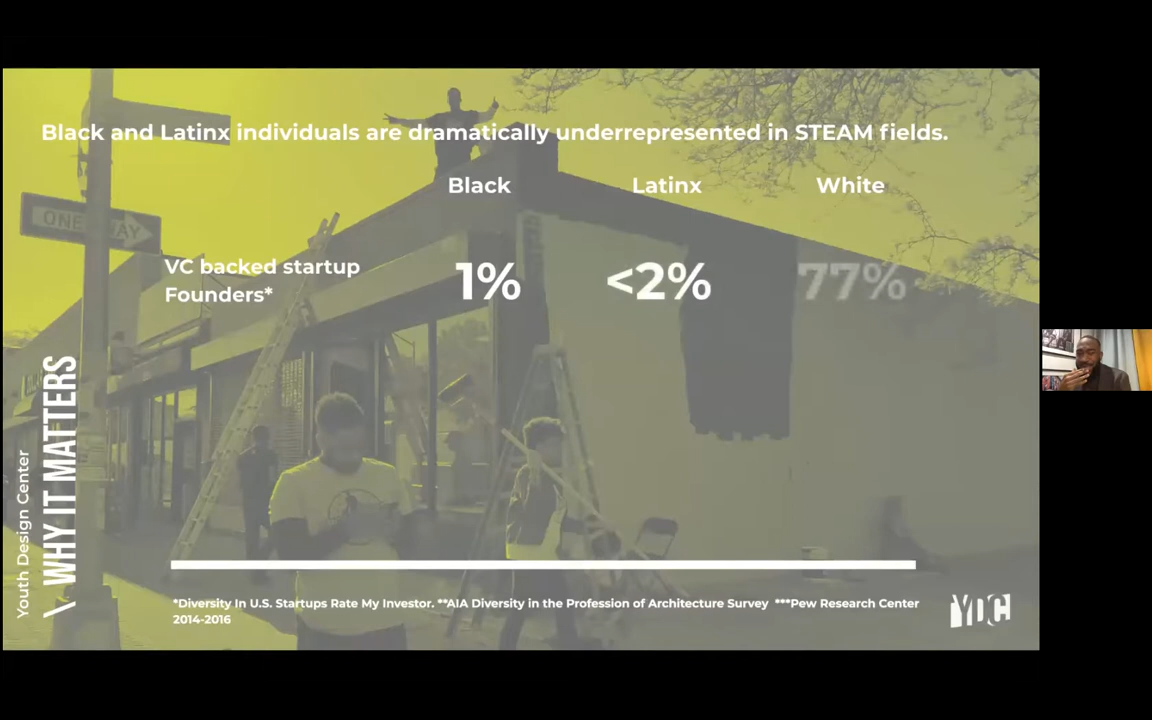 Black and Latinx individuals are dramatically underrepresented in STEAM fields.
Black Latinx White
VC backed startup
Founders*
1% <2% 77%
ONE WAY
Youth Design Center
\ WHY IT MATTERS
*Diversity In U.S. Startups Rate My Investor. **AIA Diversity in the Profession of Architecture Survey ***Pew Research Center
2014-2016
YDC